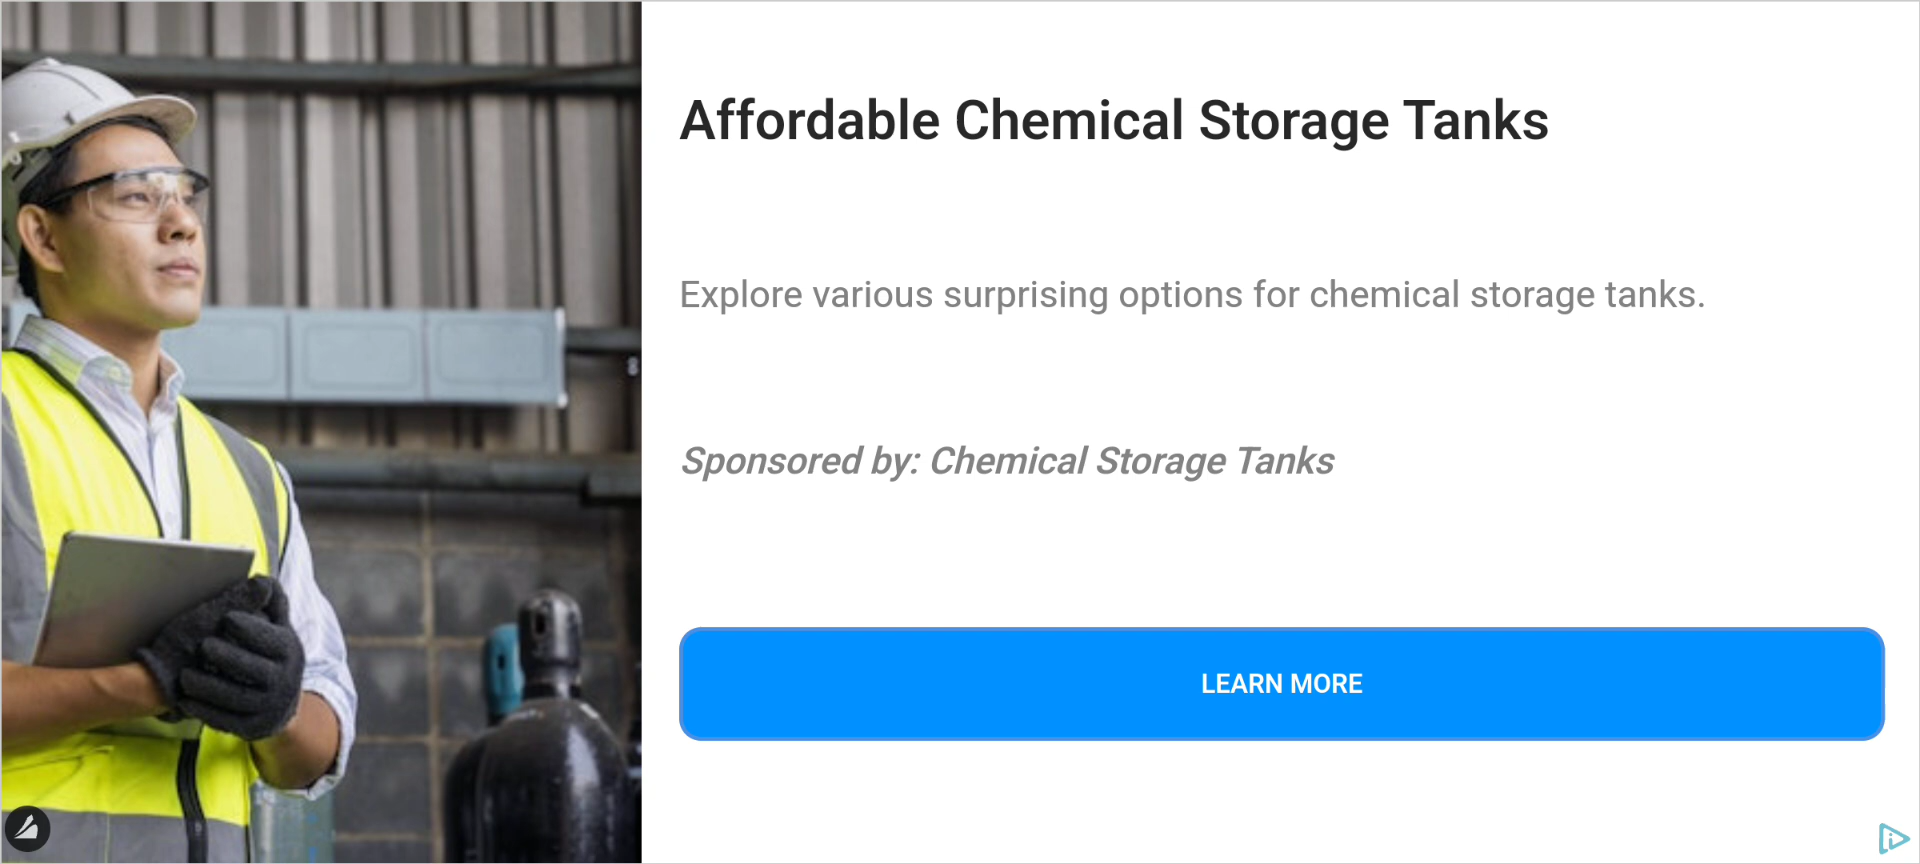 Affordable Chemical Storage Tanks
Explore various surprising options for chemical storage tanks.
Sponsored by: Chemical Storage Tanks
LEARN MORE